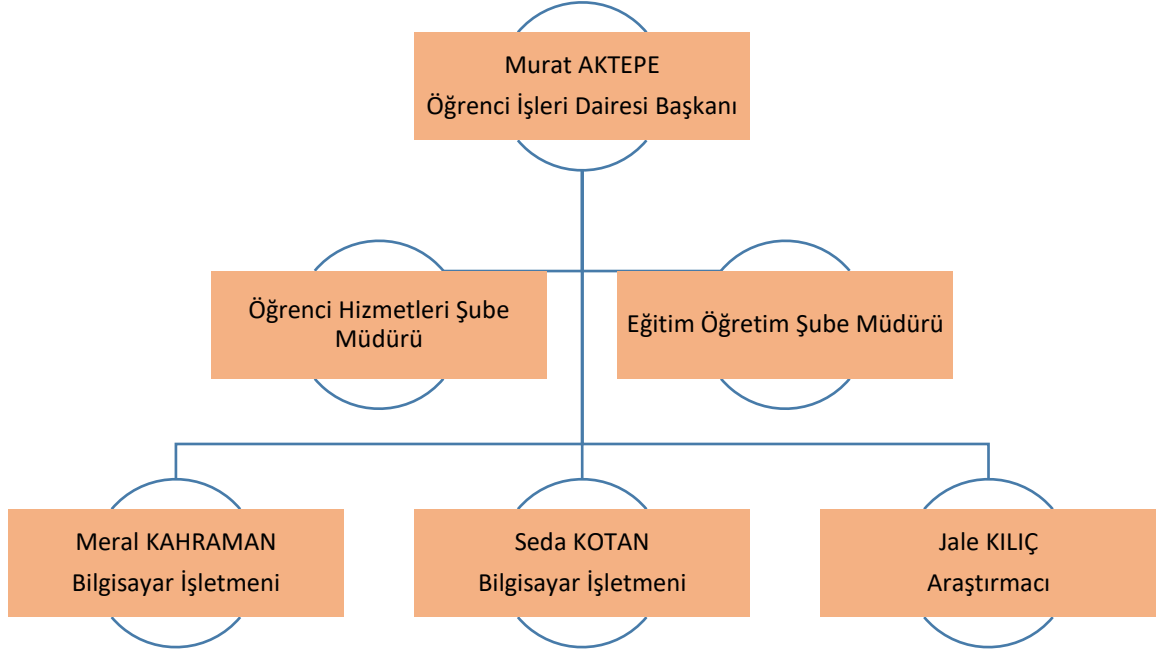 Murat AKTEPE
Öğrenci İşleri Dairesi Başkanı
Öğrenci Hizmetleri Şube
Müdürü
Eğitim Öğretim Şube Müdürü
Meral KAHRAMAN
Bilgisayar İşletmeni
Seda KOTAN
Bilgisayar İşletmeni
Jale KILIÇ
Araştırmacı